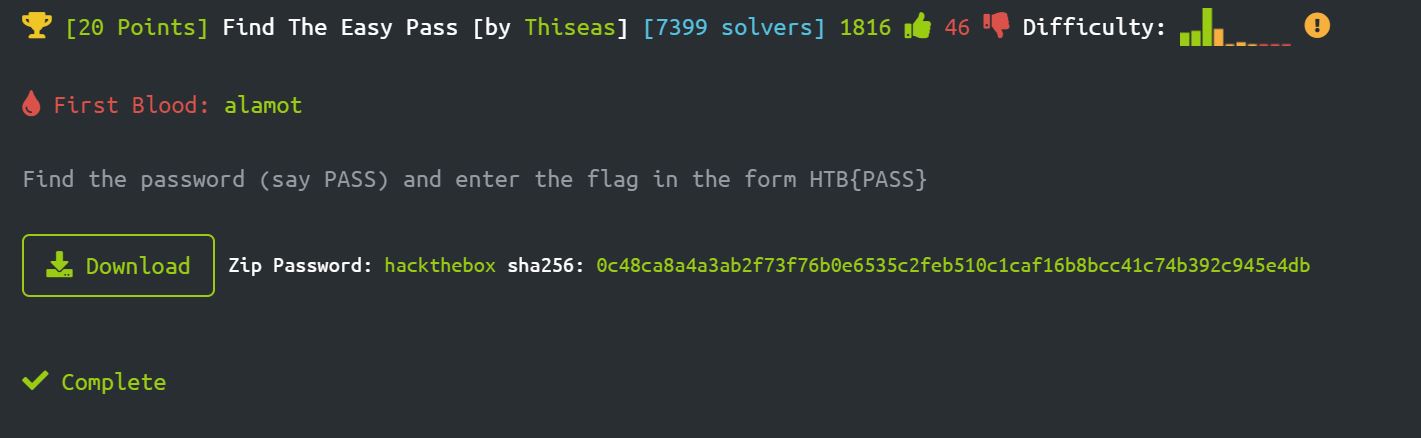 [20 Points] Find The Easy Pass [by Thiseas] [7399 solvers] 1816 46 Difficulty:
First Blood: alamot
Find the password (say PASS) and enter the flag in the form HTB{PASS}
Download Zip Password: hackthebox sha256: 0c48ca8a4a3ab2f73f76b0e6535c2feb510c1caf16b8bcc41c74b392c945e4db
Complete